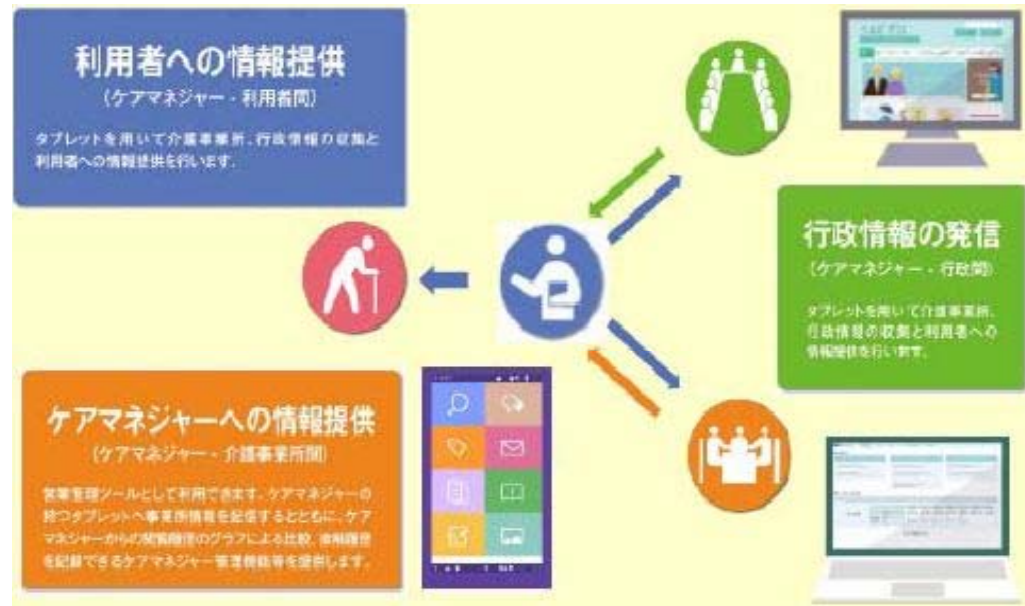 利用者への情報提供
(ケアマネジャー・利用者間)
タブレットを用いて介護事業所、行政情報の収集と
利用者への情報提供を行います。
行政情報の発信
(ケアマネジャー・行政間)
タブレットを用いて介護事業所、
行政情報の収集と利用者への
情報提供を行います。
ケアマネジャーへの情報提供
(ケアマネジャー・介護事業所間)
営業管理ツールとして利用できます。ケアマネジャーの
持つタブレットへ事業所情報を配信するとともに、ケア
マネジャーからの閲覧履歴のグラフによる比較、接触履歴
を記録できるケアマネジャー管理機能等を提供します。